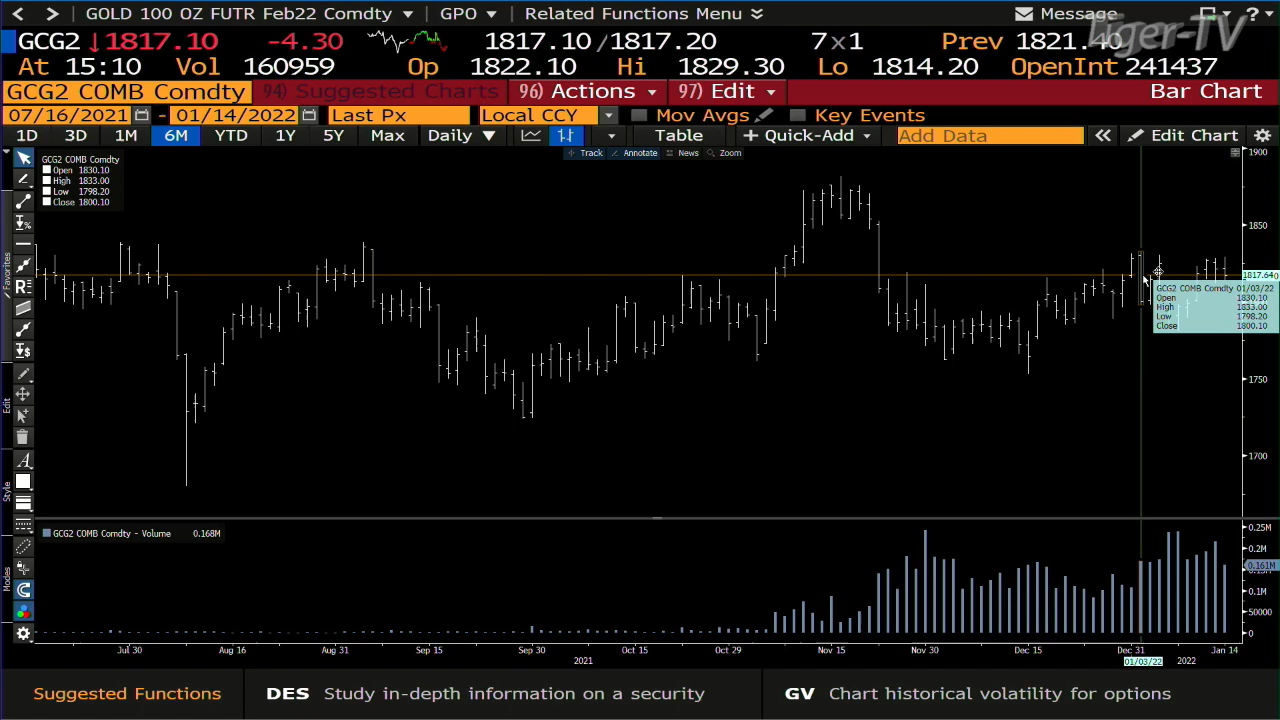 GOLD 100 OZ FUTR Feb22 Comdty GPO Related Functions Menu Message ?
Tiger-TV
GCG2 ↓1817.10 -4.30 1817.10/1817.20 7x1 Prev 1821.40
At 15:10 Vol 160959 Op 1822.10 Hi 1829.30 Lo 1814.20 OpenInt 241437
GCG2 COMB Comdty 94) Suggested Charts 96) Actions 97) Edit Bar Chart
07/16/2021 - 01/14/2022 Last Px Local CCY Mov Avgs Key Events
1D 3D 1M 6M YTD 1Y 5Y Max Daily ▼ Table + Quick-Add Add Data « Edit Chart
Track Annotate News Zoom
GCG2 COMB Comdty
Open 1830.10
High 1833.00
Low 1798.20
Close 1800.10
1900
1850
1817.64
GCG2 COMB Comdty 01/03/22
Open 1830.10
High 1833.00
Low 1798.20
Close 1800.10
1750
1700
Favorites
Edit
Style
Modes
GCG2 COMB Comdty - Volume 0.168M
0.25M
0.2M
0.161M
0.1M
50000
0
Jul 30 Aug 16 Aug 31 Sep 15 Sep 30 Oct 15 Oct 29 Nov 15 Nov 30 Dec 15 Dec 31 Jan 14
2021 01/03/22 2022
Suggested Functions DES Study in-depth information on a security GV Chart historical volatility for options